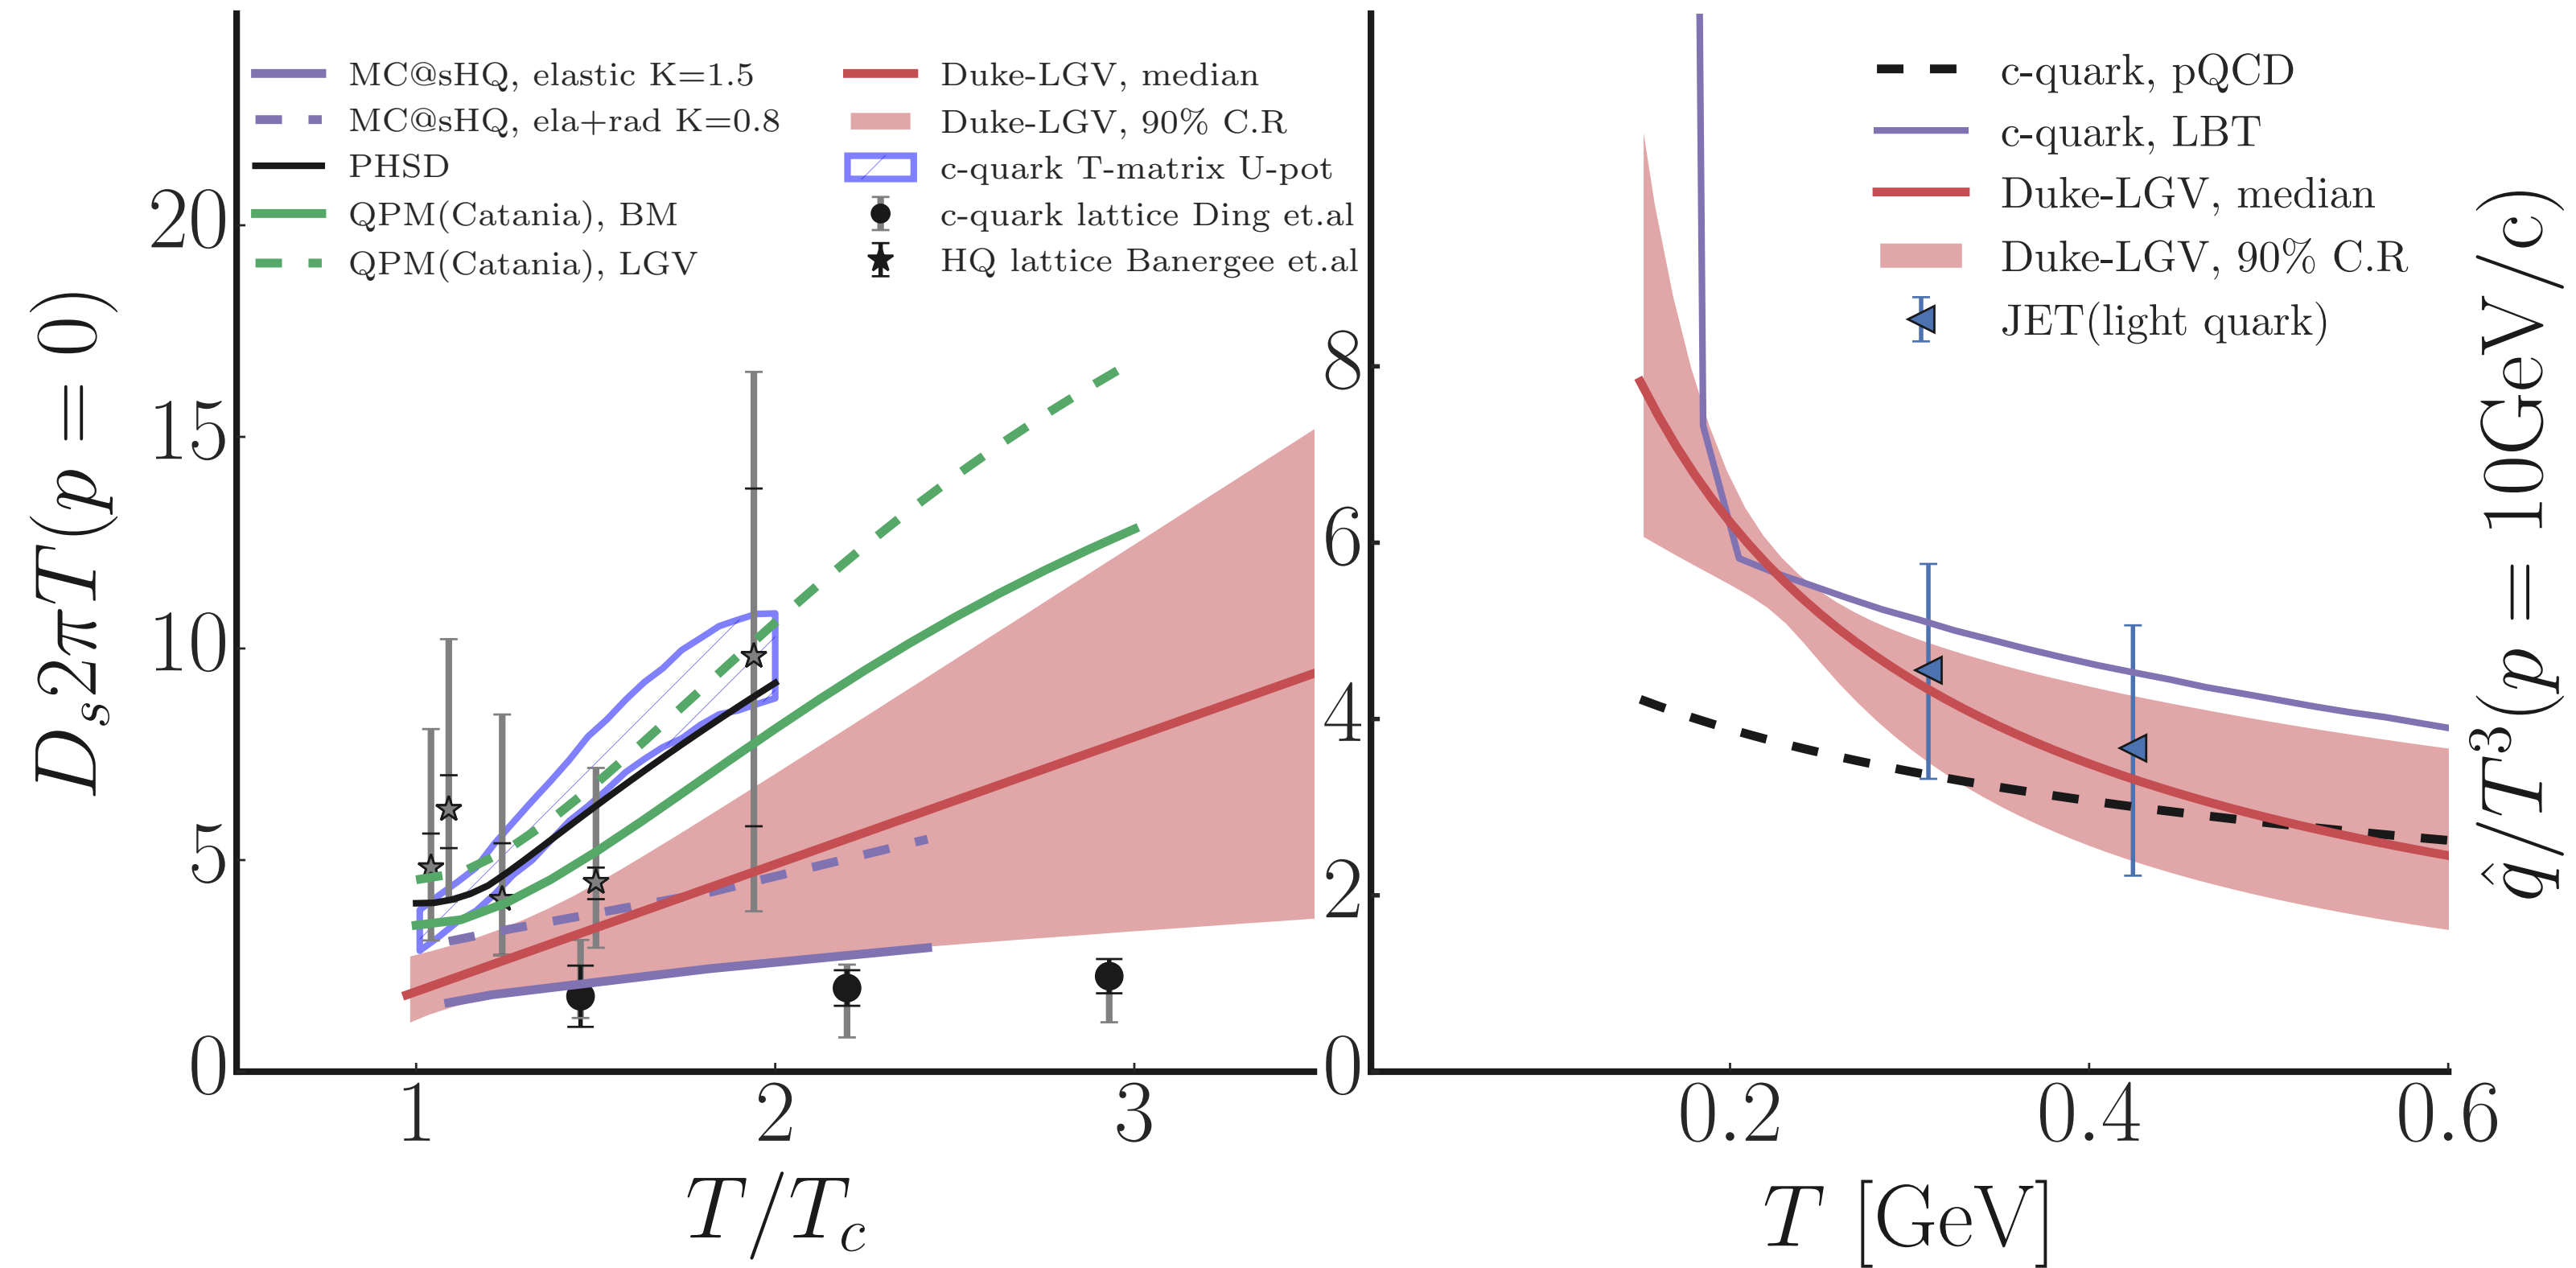 MC@sHQ, elastic K=1.5
MC@sHQ, ela+rad K=0.8
PHSD
QPM(Catania), BM
QPM(Catania), LGV
Duke-LGV, median
Duke-LGV, 90% C.R
c-quark T-matrix U-pot
c-quark lattice Ding et.al
HQ lattice Banergee et.al
D_s2πT(p = 0)
20
15
10
5
0
1 2 3
T/T_c
c-quark, pQCD
c-quark, LBT
Duke-LGV, median
Duke-LGV, 90% C.R
JET(light quark)
8
6
4
2
0
0.2 0.4 0.6
T [GeV]
q̂/T³(p = 10GeV/c)